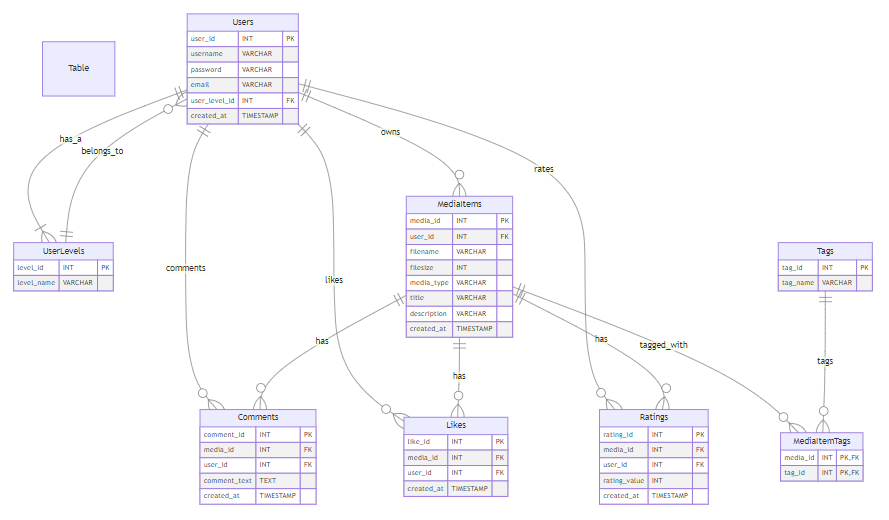 Users
user_id INT PK
username VARCHAR
password VARCHAR
email VARCHAR
user_level_id INT FK
created_at TIMESTAMP
Table
has_a
belongs_to
owns
rates
comments
likes
UserLevels
level_id INT PK
level_name VARCHAR
MediaItems
media_id INT PK
user_id INT FK
filename VARCHAR
filesize INT
media_type VARCHAR
title VARCHAR
description VARCHAR
created_at TIMESTAMP
Tags
tag_id INT PK
tag_name VARCHAR
has
has
has
tagged_with
tags
Comments
comment_id INT PK
media_id INT FK
user_id INT FK
comment_text TEXT
created_at TIMESTAMP
Likes
like_id INT PK
media_id INT FK
user_id INT FK
created_at TIMESTAMP
Ratings
rating_id INT PK
media_id INT FK
user_id INT FK
rating_value INT
created_at TIMESTAMP
MediaItemTags
media_id INT PK,FK
tag_id INT PK,FK